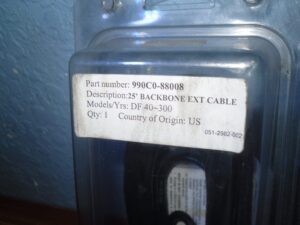 Part number: 990C0-88008
Description:25' BACKBONE EXT CABLE
Models/Yrs: DF 40~300
Qty: 1 Country of Origin: US
051-2982-002